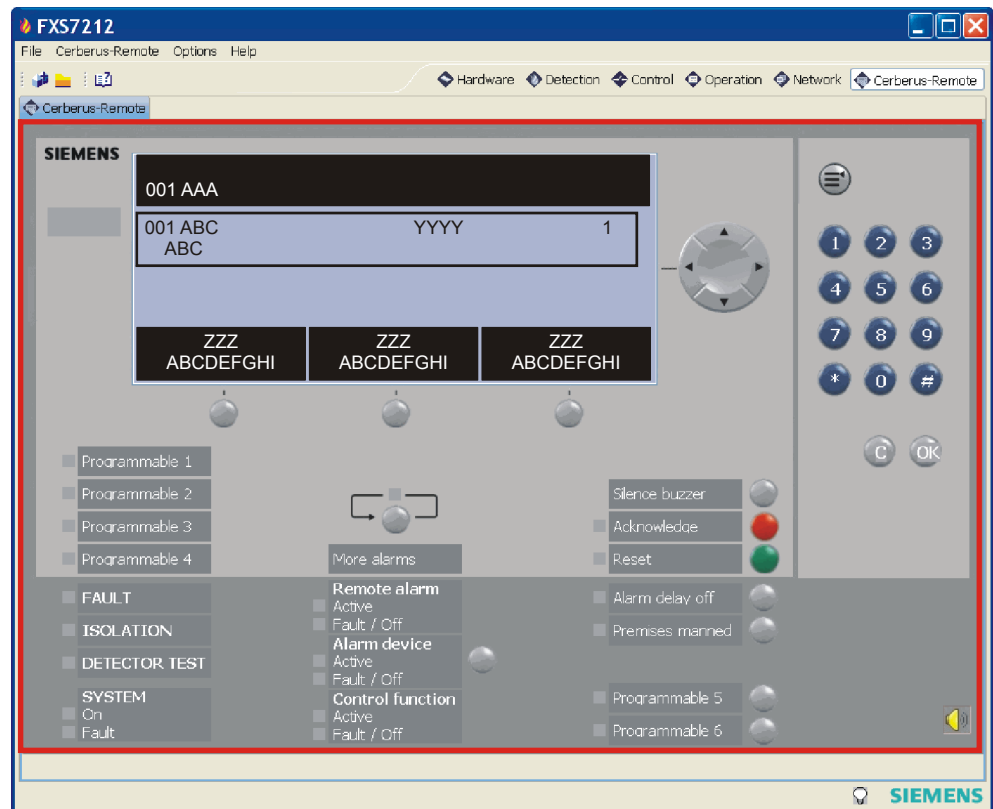 FXS7212
File Cerberus-Remote Options Help
Hardware Detection Control Operation Network Cerberus-Remote
Cerberus-Remote
SIEMENS
001 AAA
001 ABC YYYY 1
ABC
ZZZ ZZZ ZZZ
ABCDEFGHI ABCDEFGHI ABCDEFGHI
1 2 3
4 5 6
7 8 9
* 0 #
C OK
Programmable 1
Programmable 2
Programmable 3
Programmable 4
More alarms
Silence buzzer
Acknowledge
Reset
FAULT
ISOLATION
DETECTOR TEST
SYSTEM
On
Fault
Remote alarm
Active
Fault / Off
Alarm device
Active
Fault / Off
Control function
Active
Fault / Off
Alarm delay off
Premises manned
Programmable 5
Programmable 6
SIEMENS